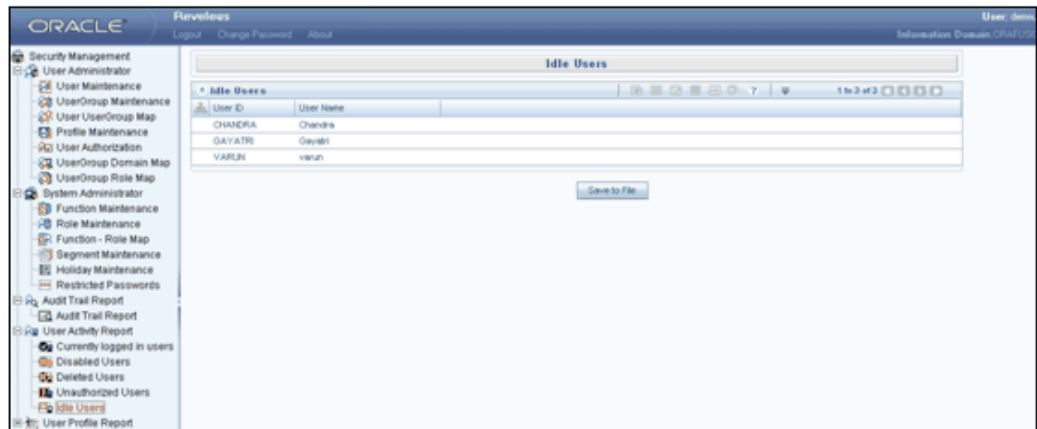 ORACLE
Reveleus
User:
Logout Change Password About
Information Domain:
Security Management
User Administrator
User Maintenance
UserGroup Maintenance
User UserGroup Map
Profile Maintenance
User Authorization
UserGroup Domain Map
UserGroup Role Map
System Administrator
Function Maintenance
Role Maintenance
Function - Role Map
Segment Maintenance
Holiday Maintenance
Restricted Passwords
Audit Trail Report
Audit Trail Report
User Activity Report
Currently logged in users
Disabled Users
Deleted Users
Unauthorized Users
Idle Users
User Profile Report
Idle Users
Idle Users
1 to 3 of 3
User ID User Name
CHANDRA Chandra
GAYATRI Gayatri
VARUN varun
Save to File